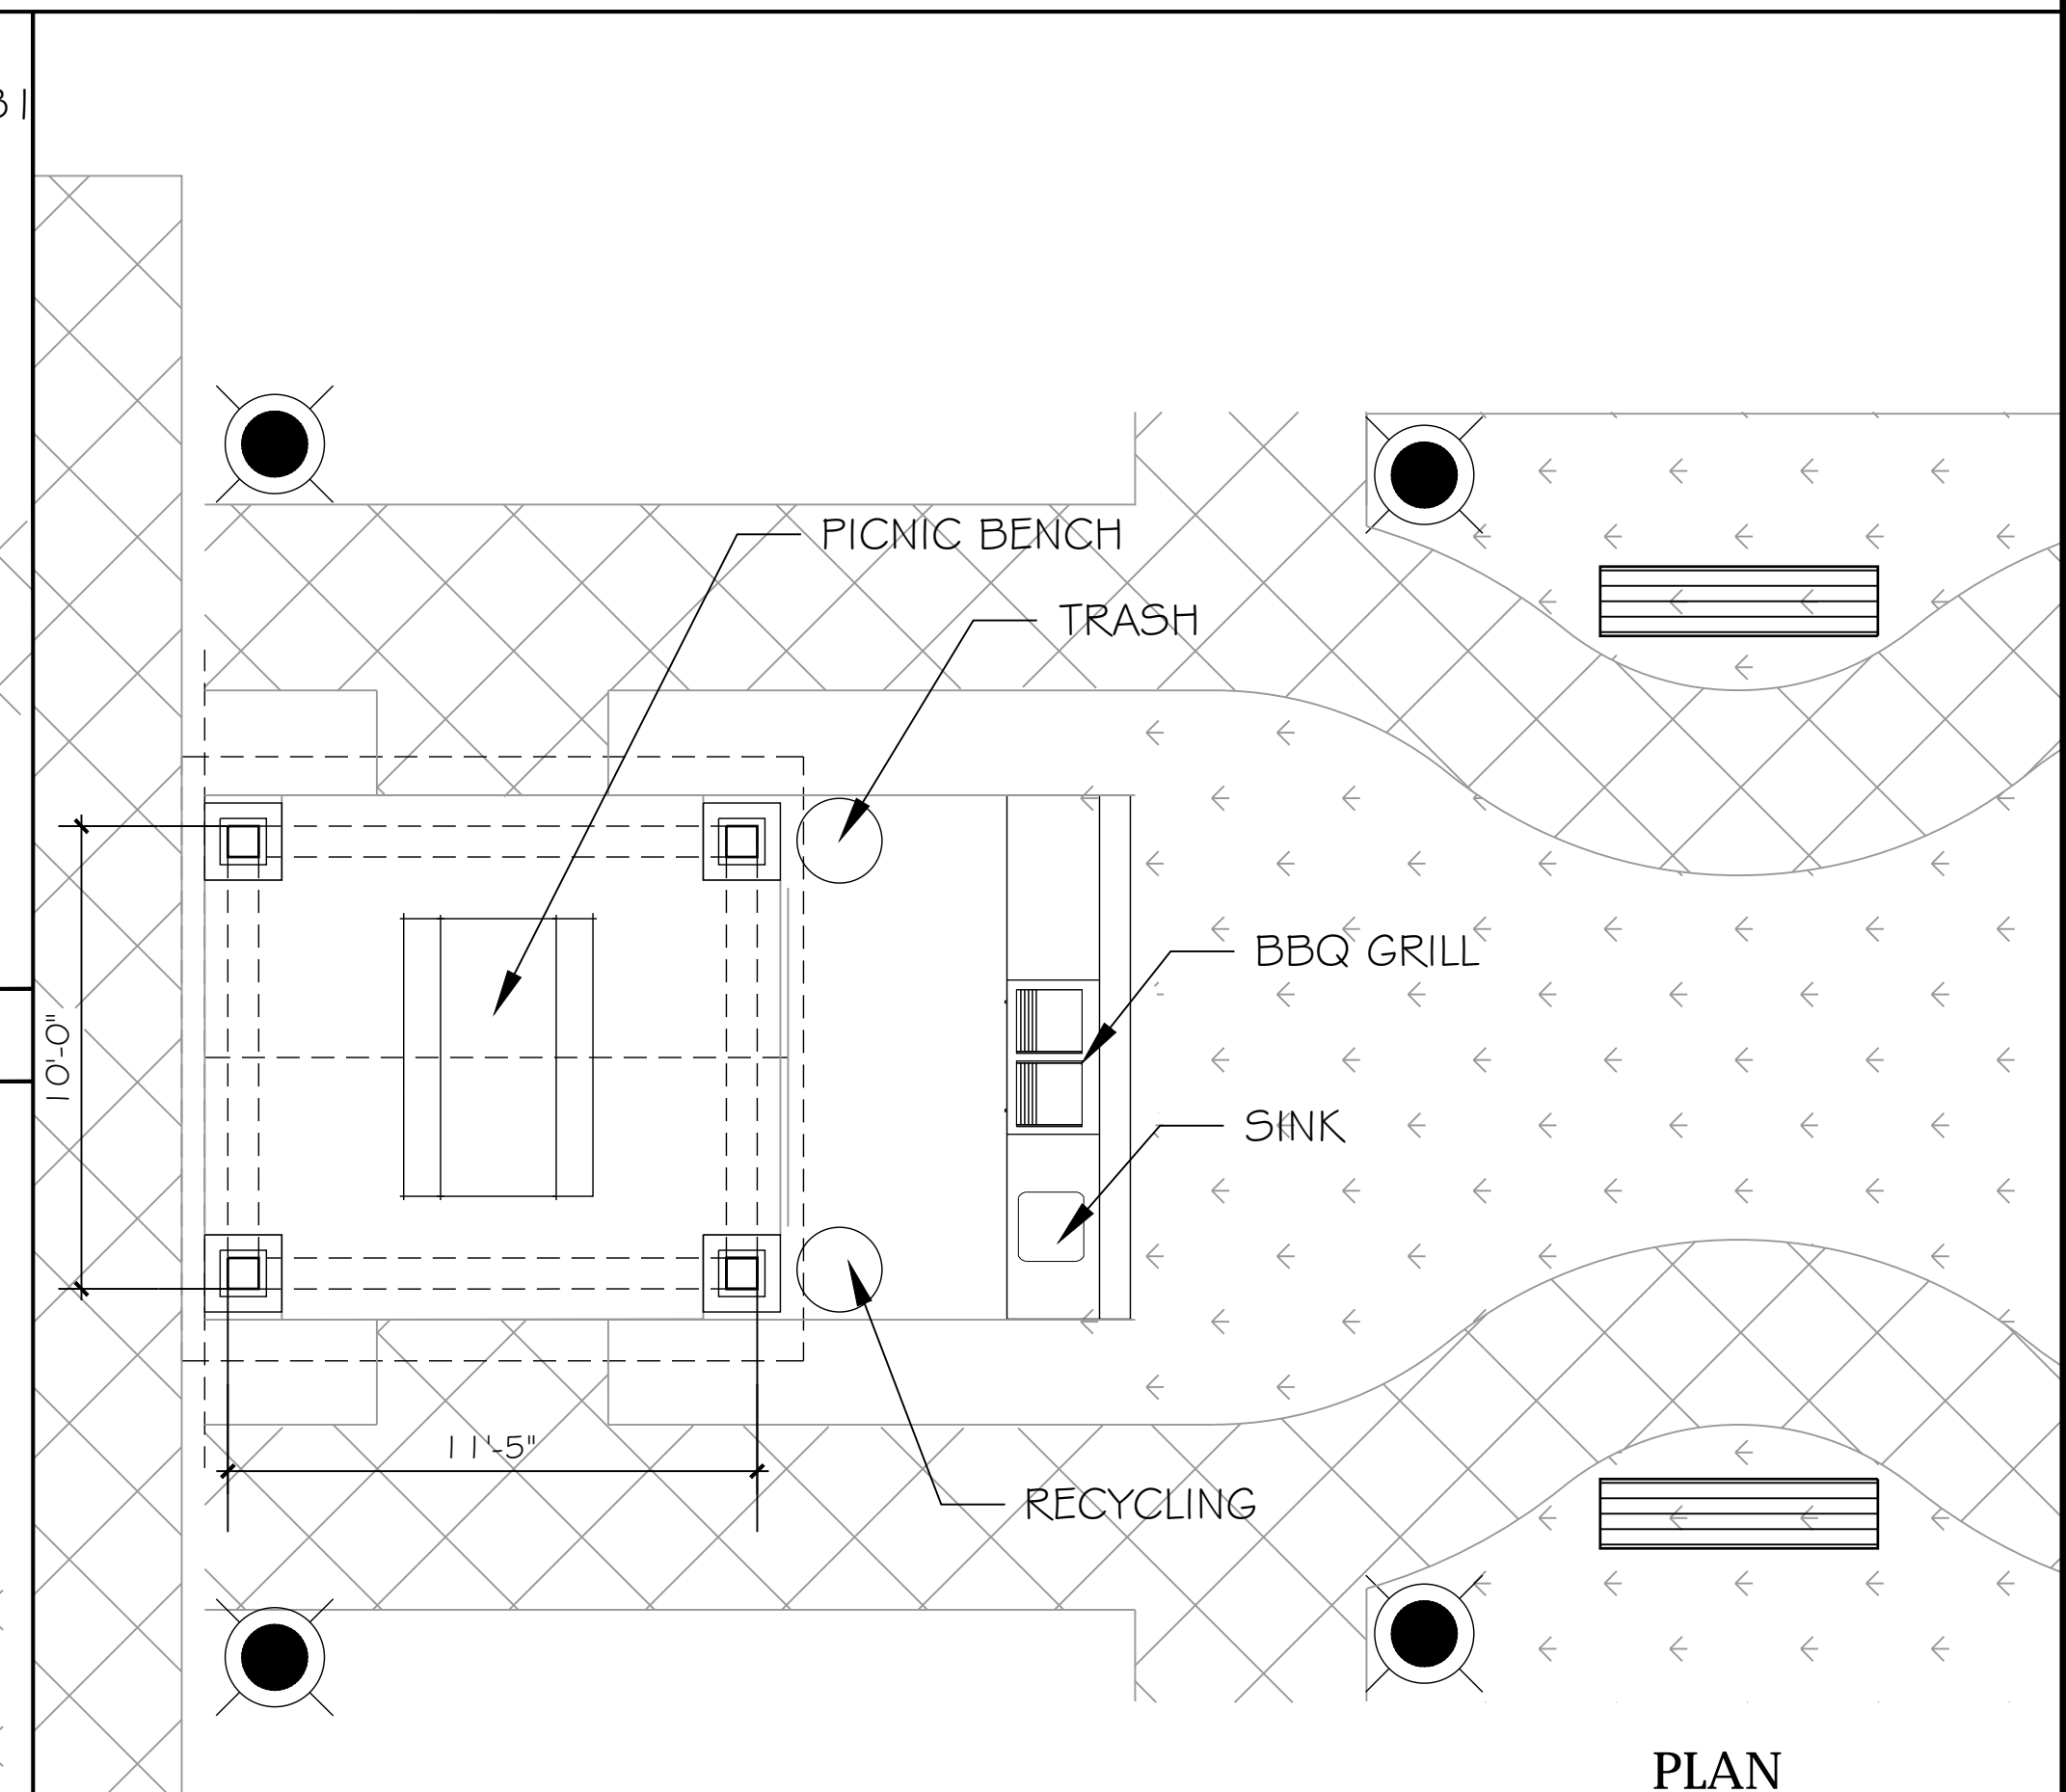 PICNIC BENCH
TRASH
BBQ GRILL
10'-0"
SINK
11'-5"
RECYCLING
PLAN